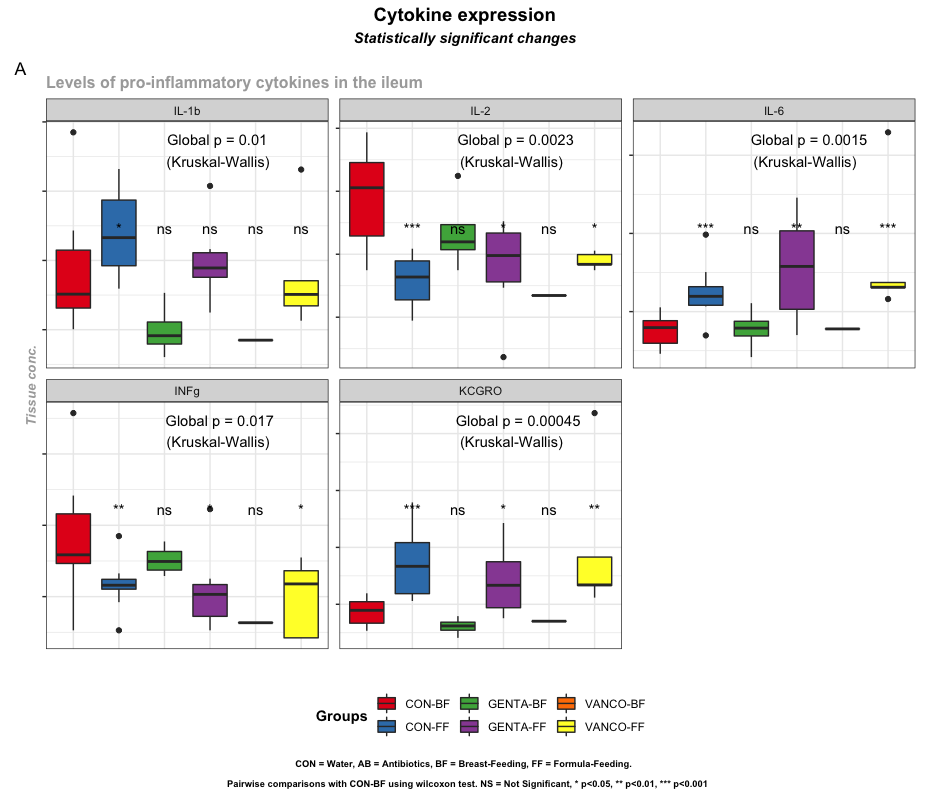 Cytokine expression
Statistically significant changes
A
Levels of pro-inflammatory cytokines in the ileum
IL-1b
IL-2
IL-6
Global p = 0.01
(Kruskal-Wallis)
Global p = 0.0023
(Kruskal-Wallis)
Global p = 0.0015
(Kruskal-Wallis)
* ns ns ns ns
*** ns * ns *
*** ns ** ns ***
Tissue conc.
INFg
KCGRO
Global p = 0.017
(Kruskal-Wallis)
Global p = 0.00045
(Kruskal-Wallis)
** ns * ns *
*** ns * ns **
Groups
CON-BF GENTA-BF VANCO-BF
CON-FF GENTA-FF VANCO-FF
CON = Water, AB = Antibiotics, BF = Breast-Feeding, FF = Formula-Feeding.
Pairwise comparisons with CON-BF using wilcoxon test. NS = Not Significant, * p<0.05, ** p<0.01, *** p<0.001